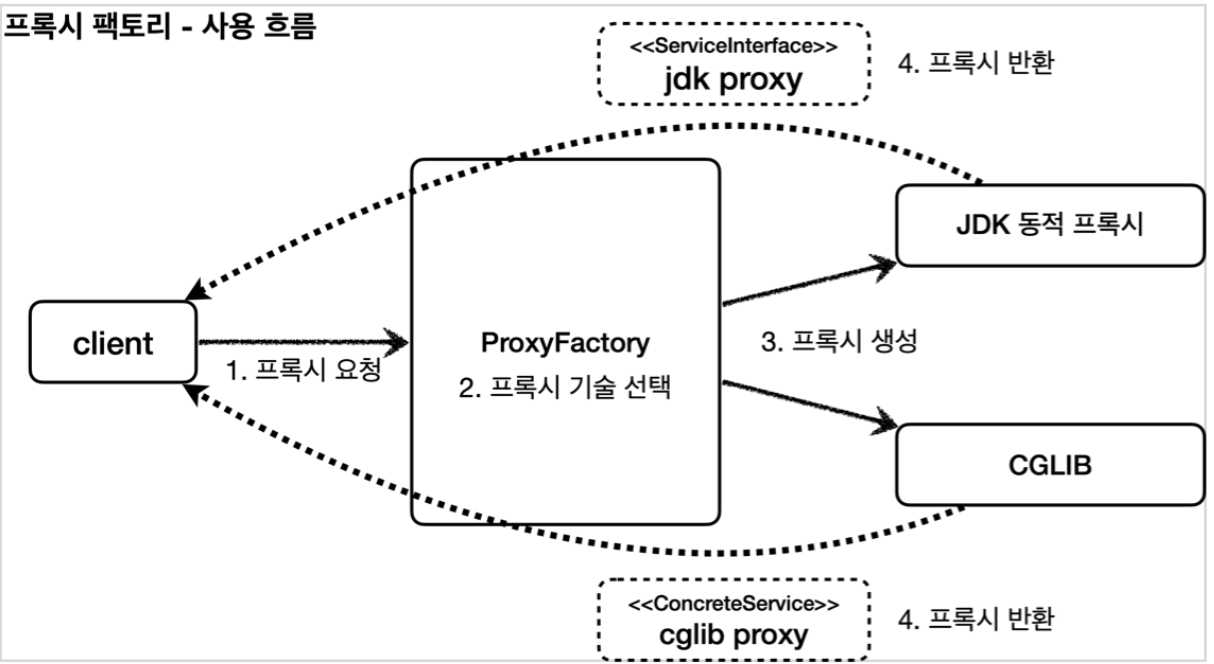 프록시 팩토리 - 사용 흐름
<<ServiceInterface>>
jdk proxy
4. 프록시 반환
JDK 동적 프록시
client
1. 프록시 요청
ProxyFactory
2. 프록시 기술 선택
3. 프록시 생성
CGLIB
<<ConcreteService>>
cglib proxy
4. 프록시 반환